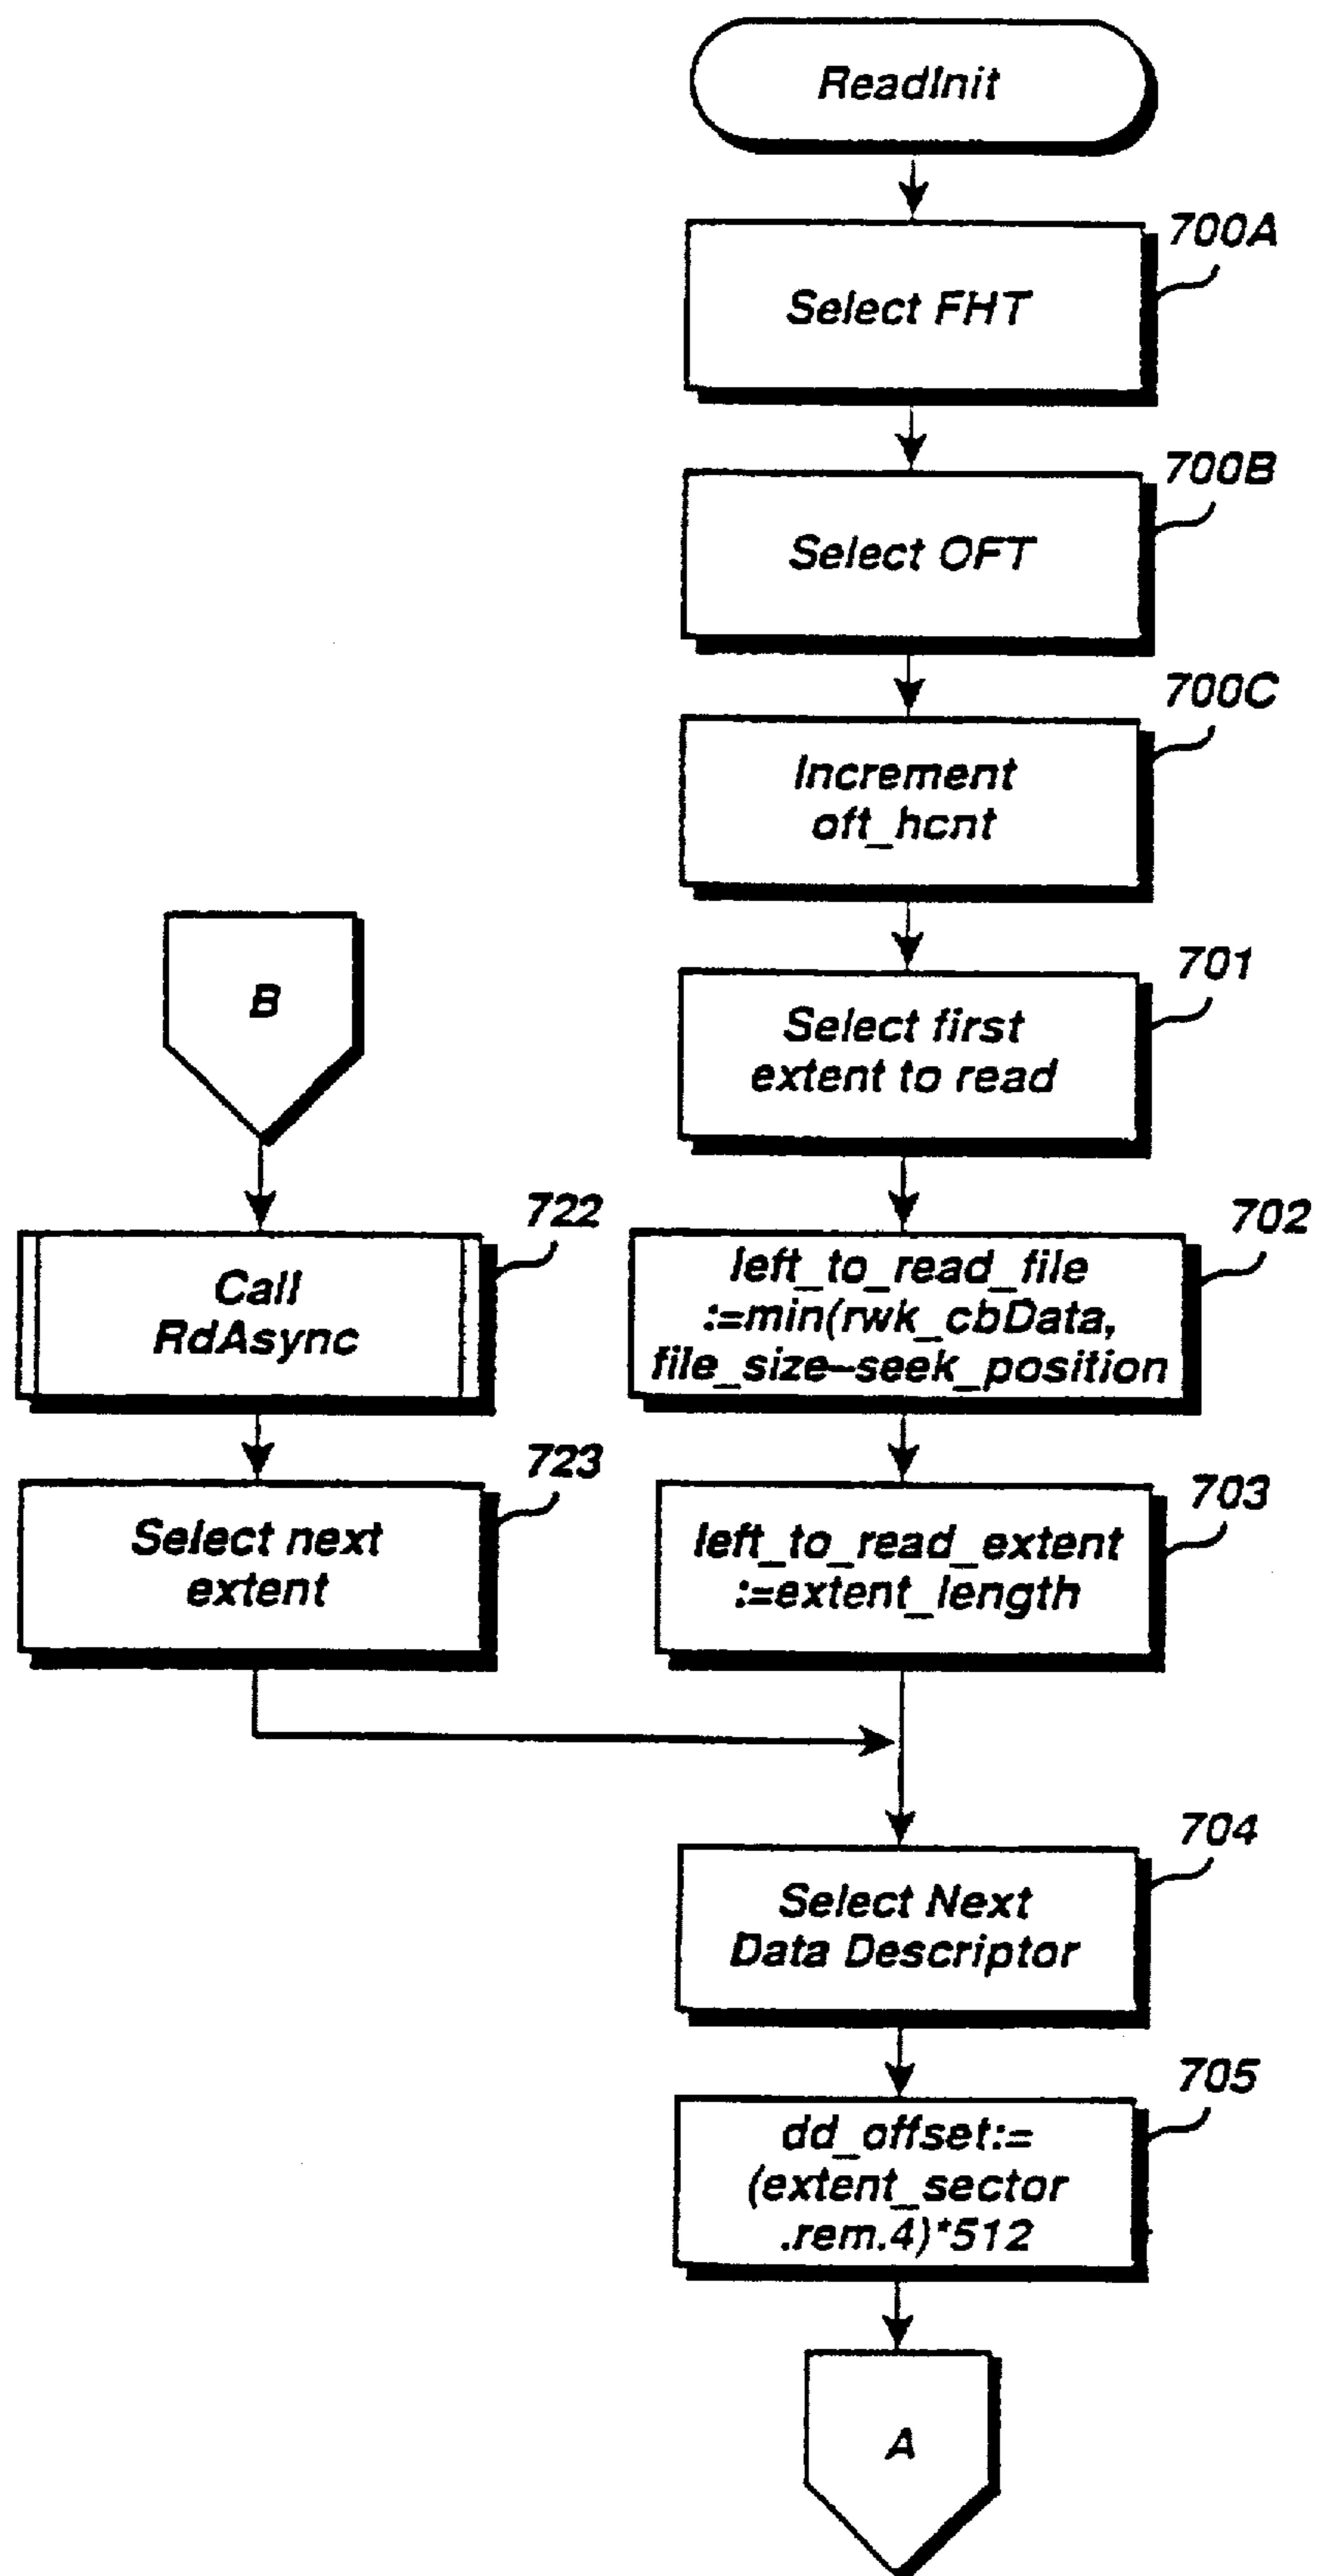 ReadInit
700A
Select FHT
700B
Select OFT
700C
Increment
oft_hcnt
B
701
Select first
extent to read
722
Call
RdAsync
702
left_to_read_file
:=min(rwk_cbData,
file_size–seek_position
723
Select next
extent
703
left_to_read_extent
:=extent_length
704
Select Next
Data Descriptor
705
dd_offset:=
(extent_sector
.rem.4)*512
A